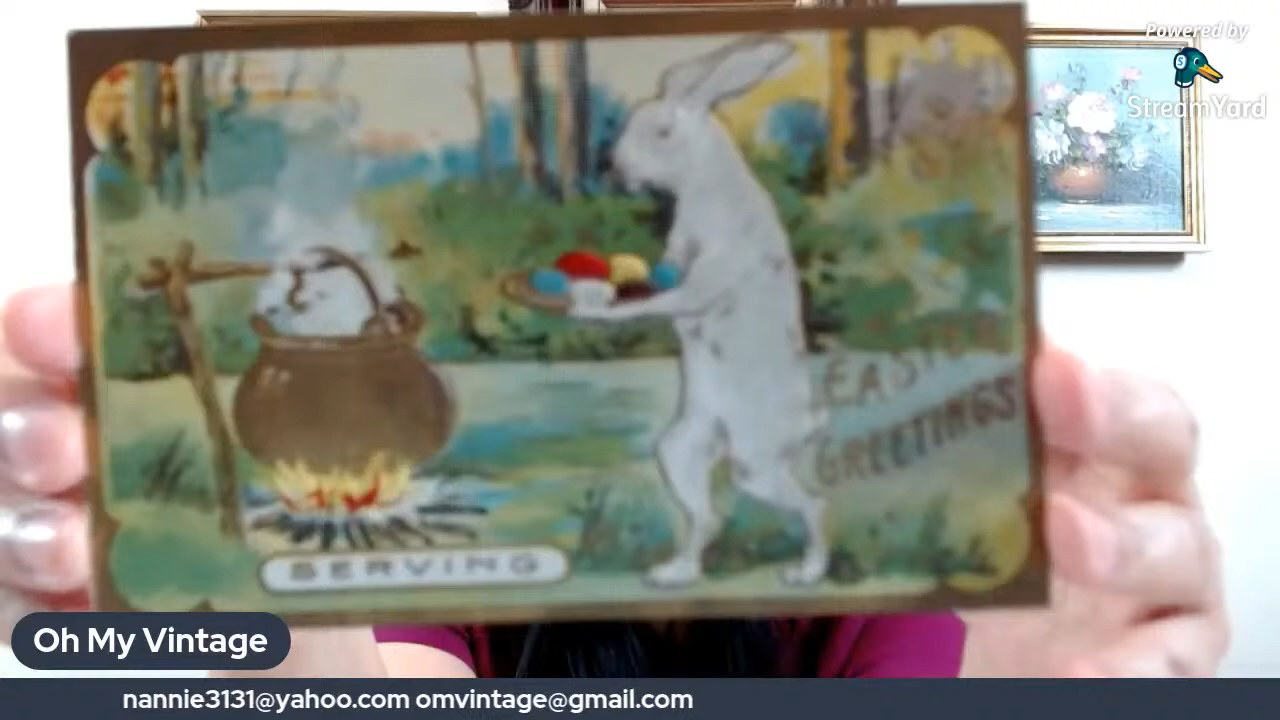 Powered by
StreamYard
EASTER
GREETINGS
SERVING
Oh My Vintage
nannie3131@yahoo.com omvintage@gmail.com